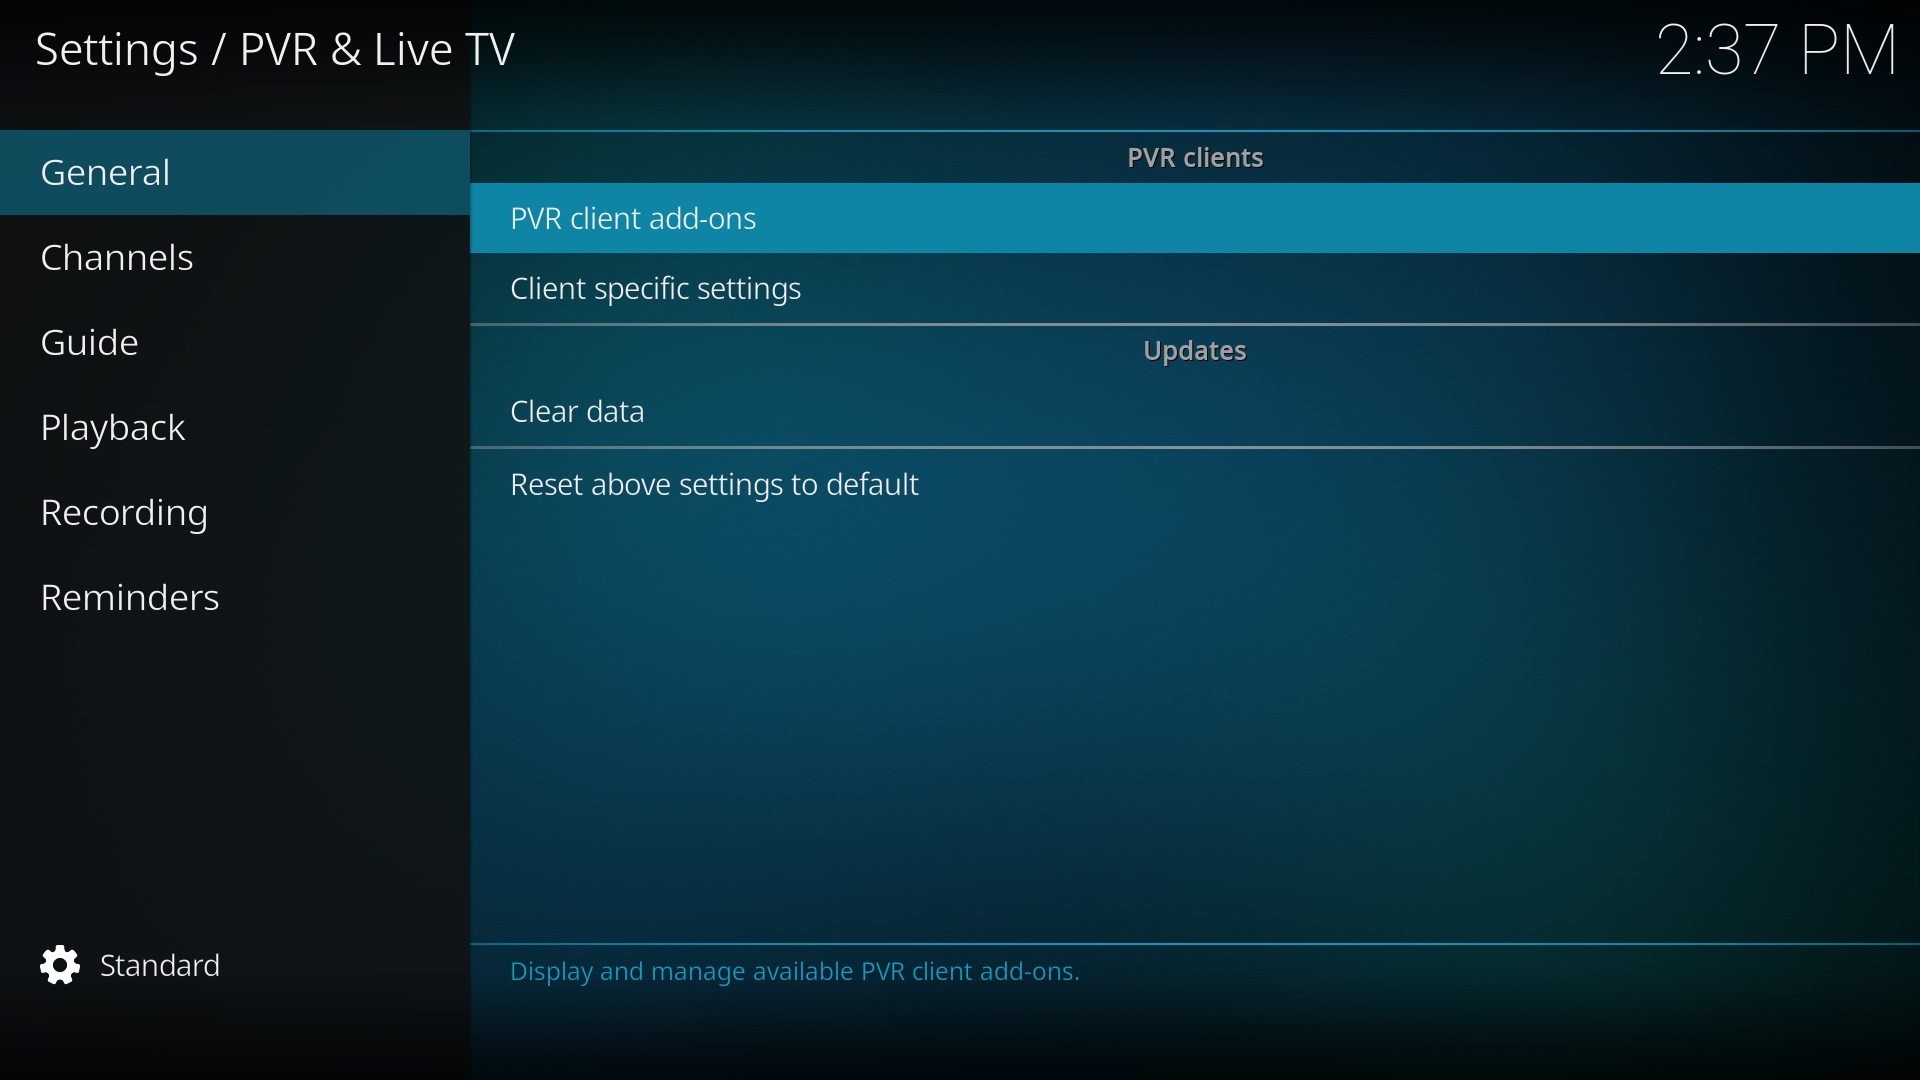 Settings / PVR & Live TV
2:37 PM
General
Channels
Guide
Playback
Recording
Reminders
Standard
PVR clients
PVR client add-ons
Client specific settings
Updates
Clear data
Reset above settings to default
Display and manage available PVR client add-ons.